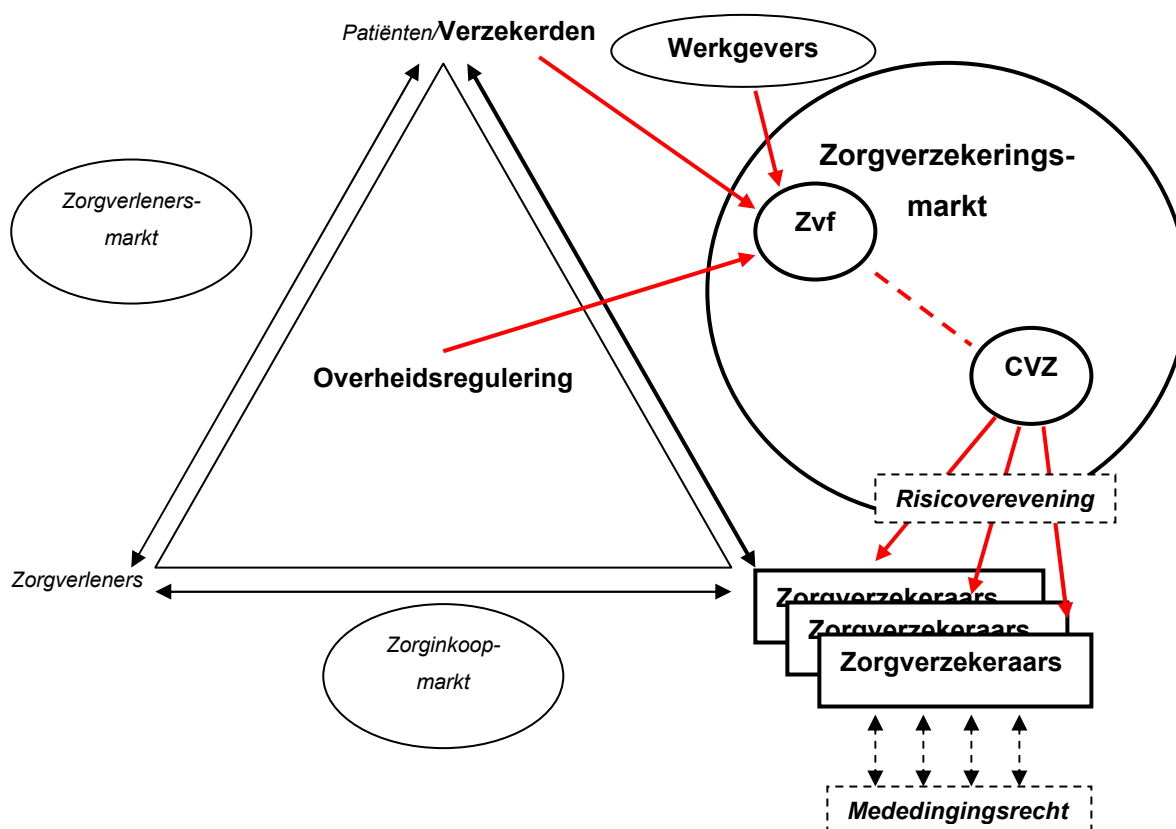 Patiënten/Verzekerden
Werkgevers
Zorgverzekerings-
markt
Zorgverleners-
markt
Zvf
Overheidsregulering
CVZ
Risicoverevening
Zorgverleners
Zorgverzekeraars
Zorgverzekeraars
Zorgverzekeraars
Zorginkoop-
markt
Mededingingsrecht